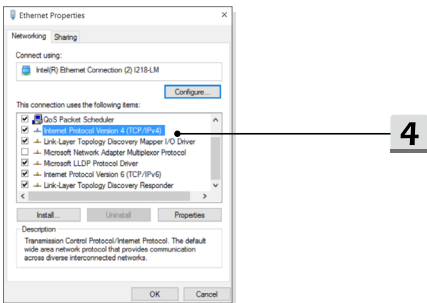 Ethernet Properties
Networking Sharing
Connect using:
Intel(R) Ethernet Connection (2) I218-LM
Configure...
This connection uses the following items:
QoS Packet Scheduler
Internet Protocol Version 4 (TCP/IPv4)
Link-Layer Topology Discovery Mapper I/O Driver
Microsoft Network Adapter Multiplexor Protocol
Microsoft LLDP Protocol Driver
Internet Protocol Version 6 (TCP/IPv6)
Link-Layer Topology Discovery Responder
Install... Uninstall Properties
Description
Transmission Control Protocol/Internet Protocol. The default
wide area network protocol that provides communication
across diverse interconnected networks.
OK Cancel
4